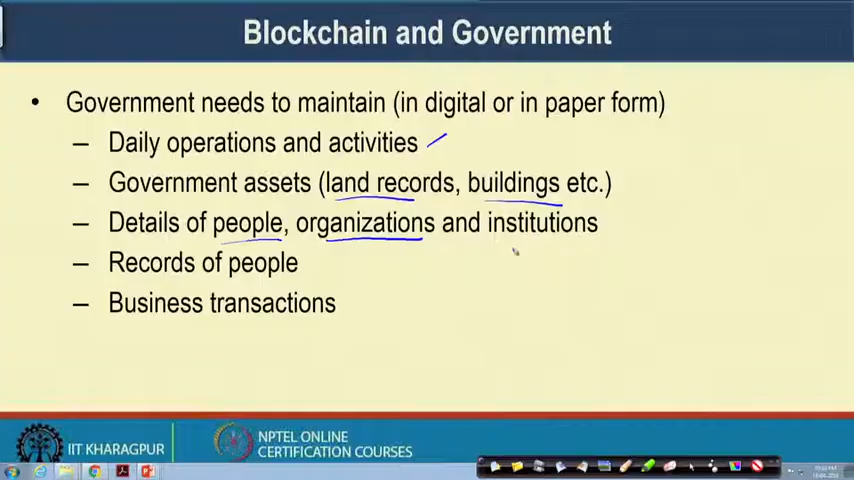 Blockchain and Government
• Government needs to maintain (in digital or in paper form)
– Daily operations and activities
– Government assets (land records, buildings etc.)
– Details of people, organizations and institutions
– Records of people
– Business transactions
IIT KHARAGPUR
NPTEL ONLINE
CERTIFICATION COURSES